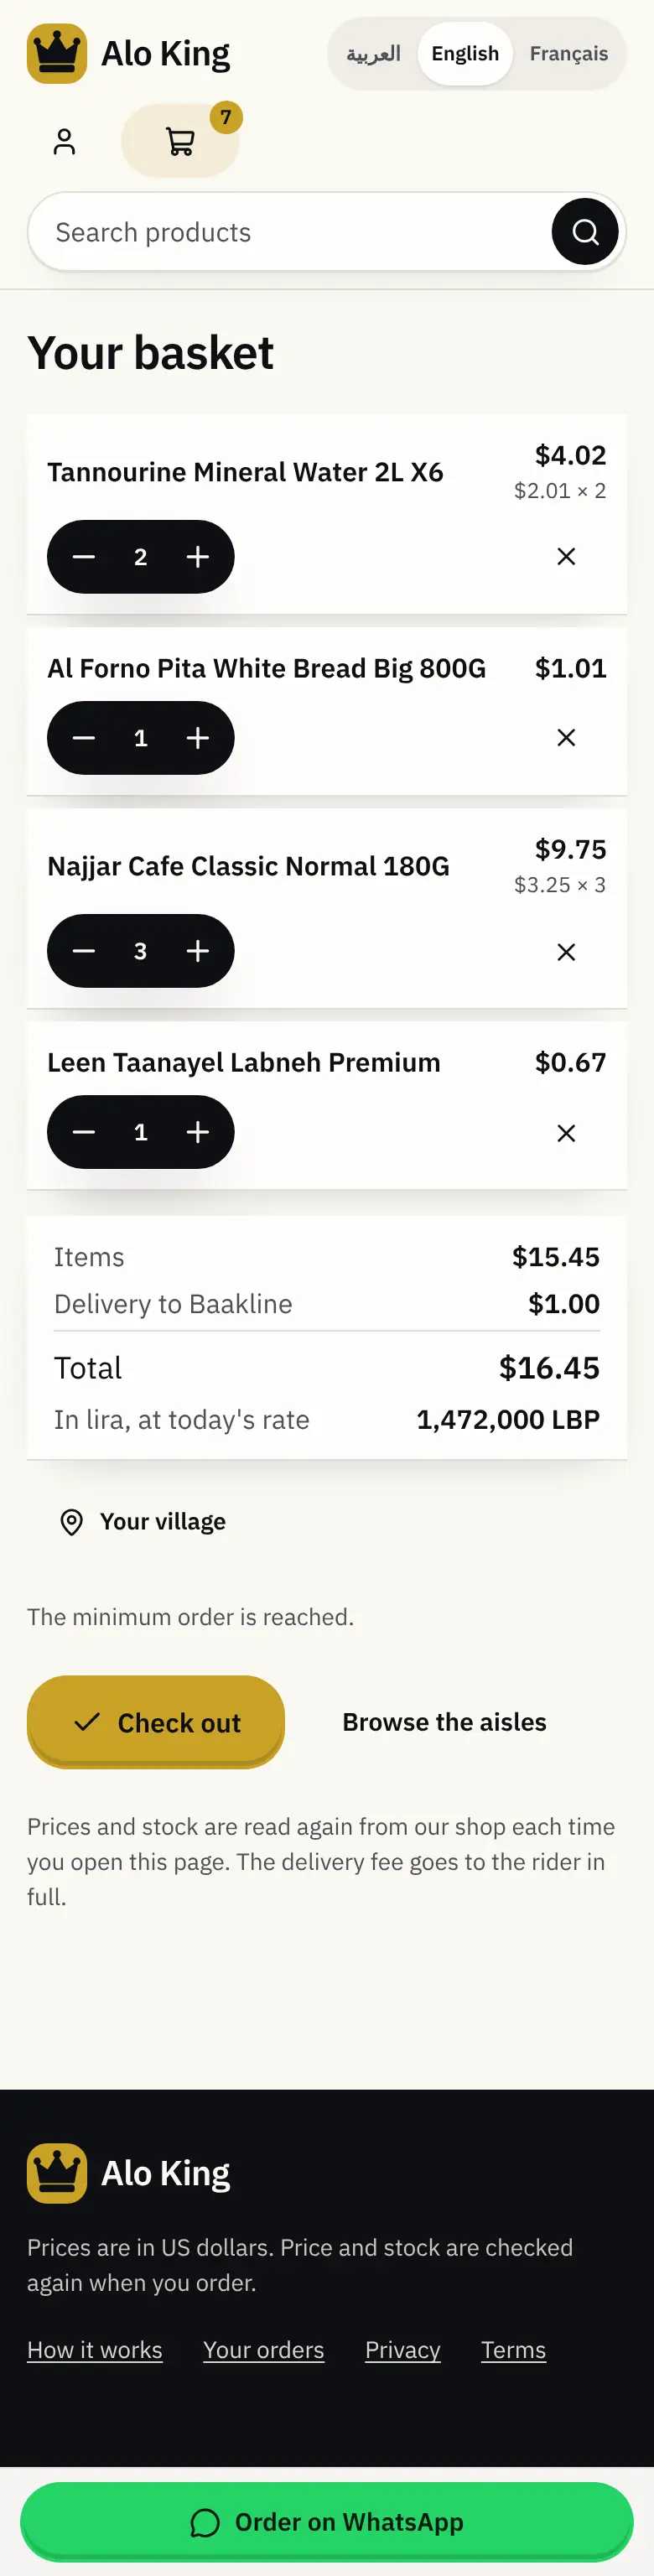 Alo King
العربية
English
Français
7
Search products
Your basket
Tannourine Mineral Water 2L X6
$4.02
$2.01 × 2
2
Al Forno Pita White Bread Big 800G
$1.01
1
Najjar Cafe Classic Normal 180G
$9.75
$3.25 × 3
3
Leen Taanayel Labneh Premium
$0.67
1
Items $15.45
Delivery to Baakline $1.00
Total $16.45
In lira, at today's rate 1,472,000 LBP
Your village
The minimum order is reached.
Check out
Browse the aisles
Prices and stock are read again from our shop each time
you open this page. The delivery fee goes to the rider in
full.
Alo King
Prices are in US dollars. Price and stock are checked
again when you order.
How it works Your orders Privacy Terms
Order on WhatsApp